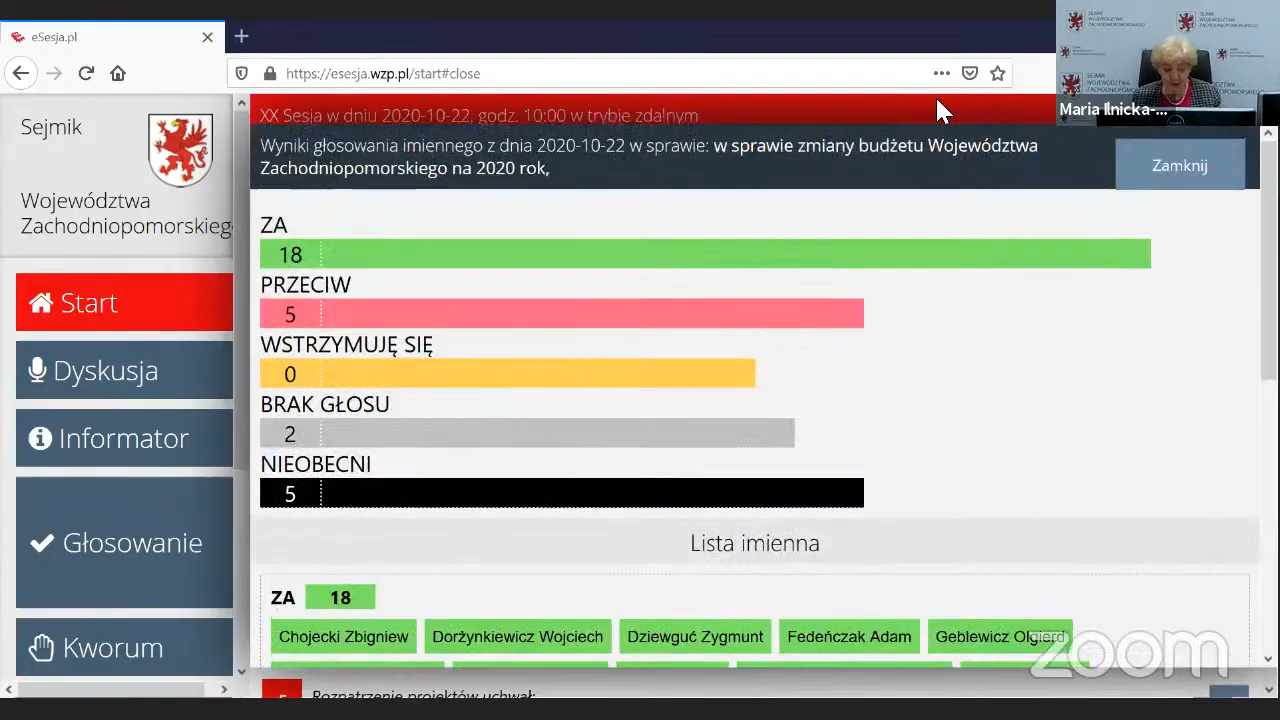 eSesja.pl
https://esesja.wzp.pl/start#close
Maria Ilnicka-...
Sejmik
Województwa
Zachodniopomorskieg
Start
Dyskusja
Informator
Głosowanie
Kworum
XX Sesja w dniu 2020-10-22, godz. 10:00 w trybie zdalnym
Wyniki głosowania imiennego z dnia 2020-10-22 w sprawie: w sprawie zmiany budżetu Województwa
Zachodniopomorskiego na 2020 rok,
Zamknij
ZA
18
PRZECIW
5
WSTRZYMUJĘ SIĘ
0
BRAK GŁOSU
2
NIEOBECNI
5
Lista imienna
ZA 18
Chojecki Zbigniew Dorżynkiewicz Wojciech Dziewguć Zygmunt Fedeńczak Adam Geblewicz Olgierd
zoom
Rozpatrzenie projektów uchwał: